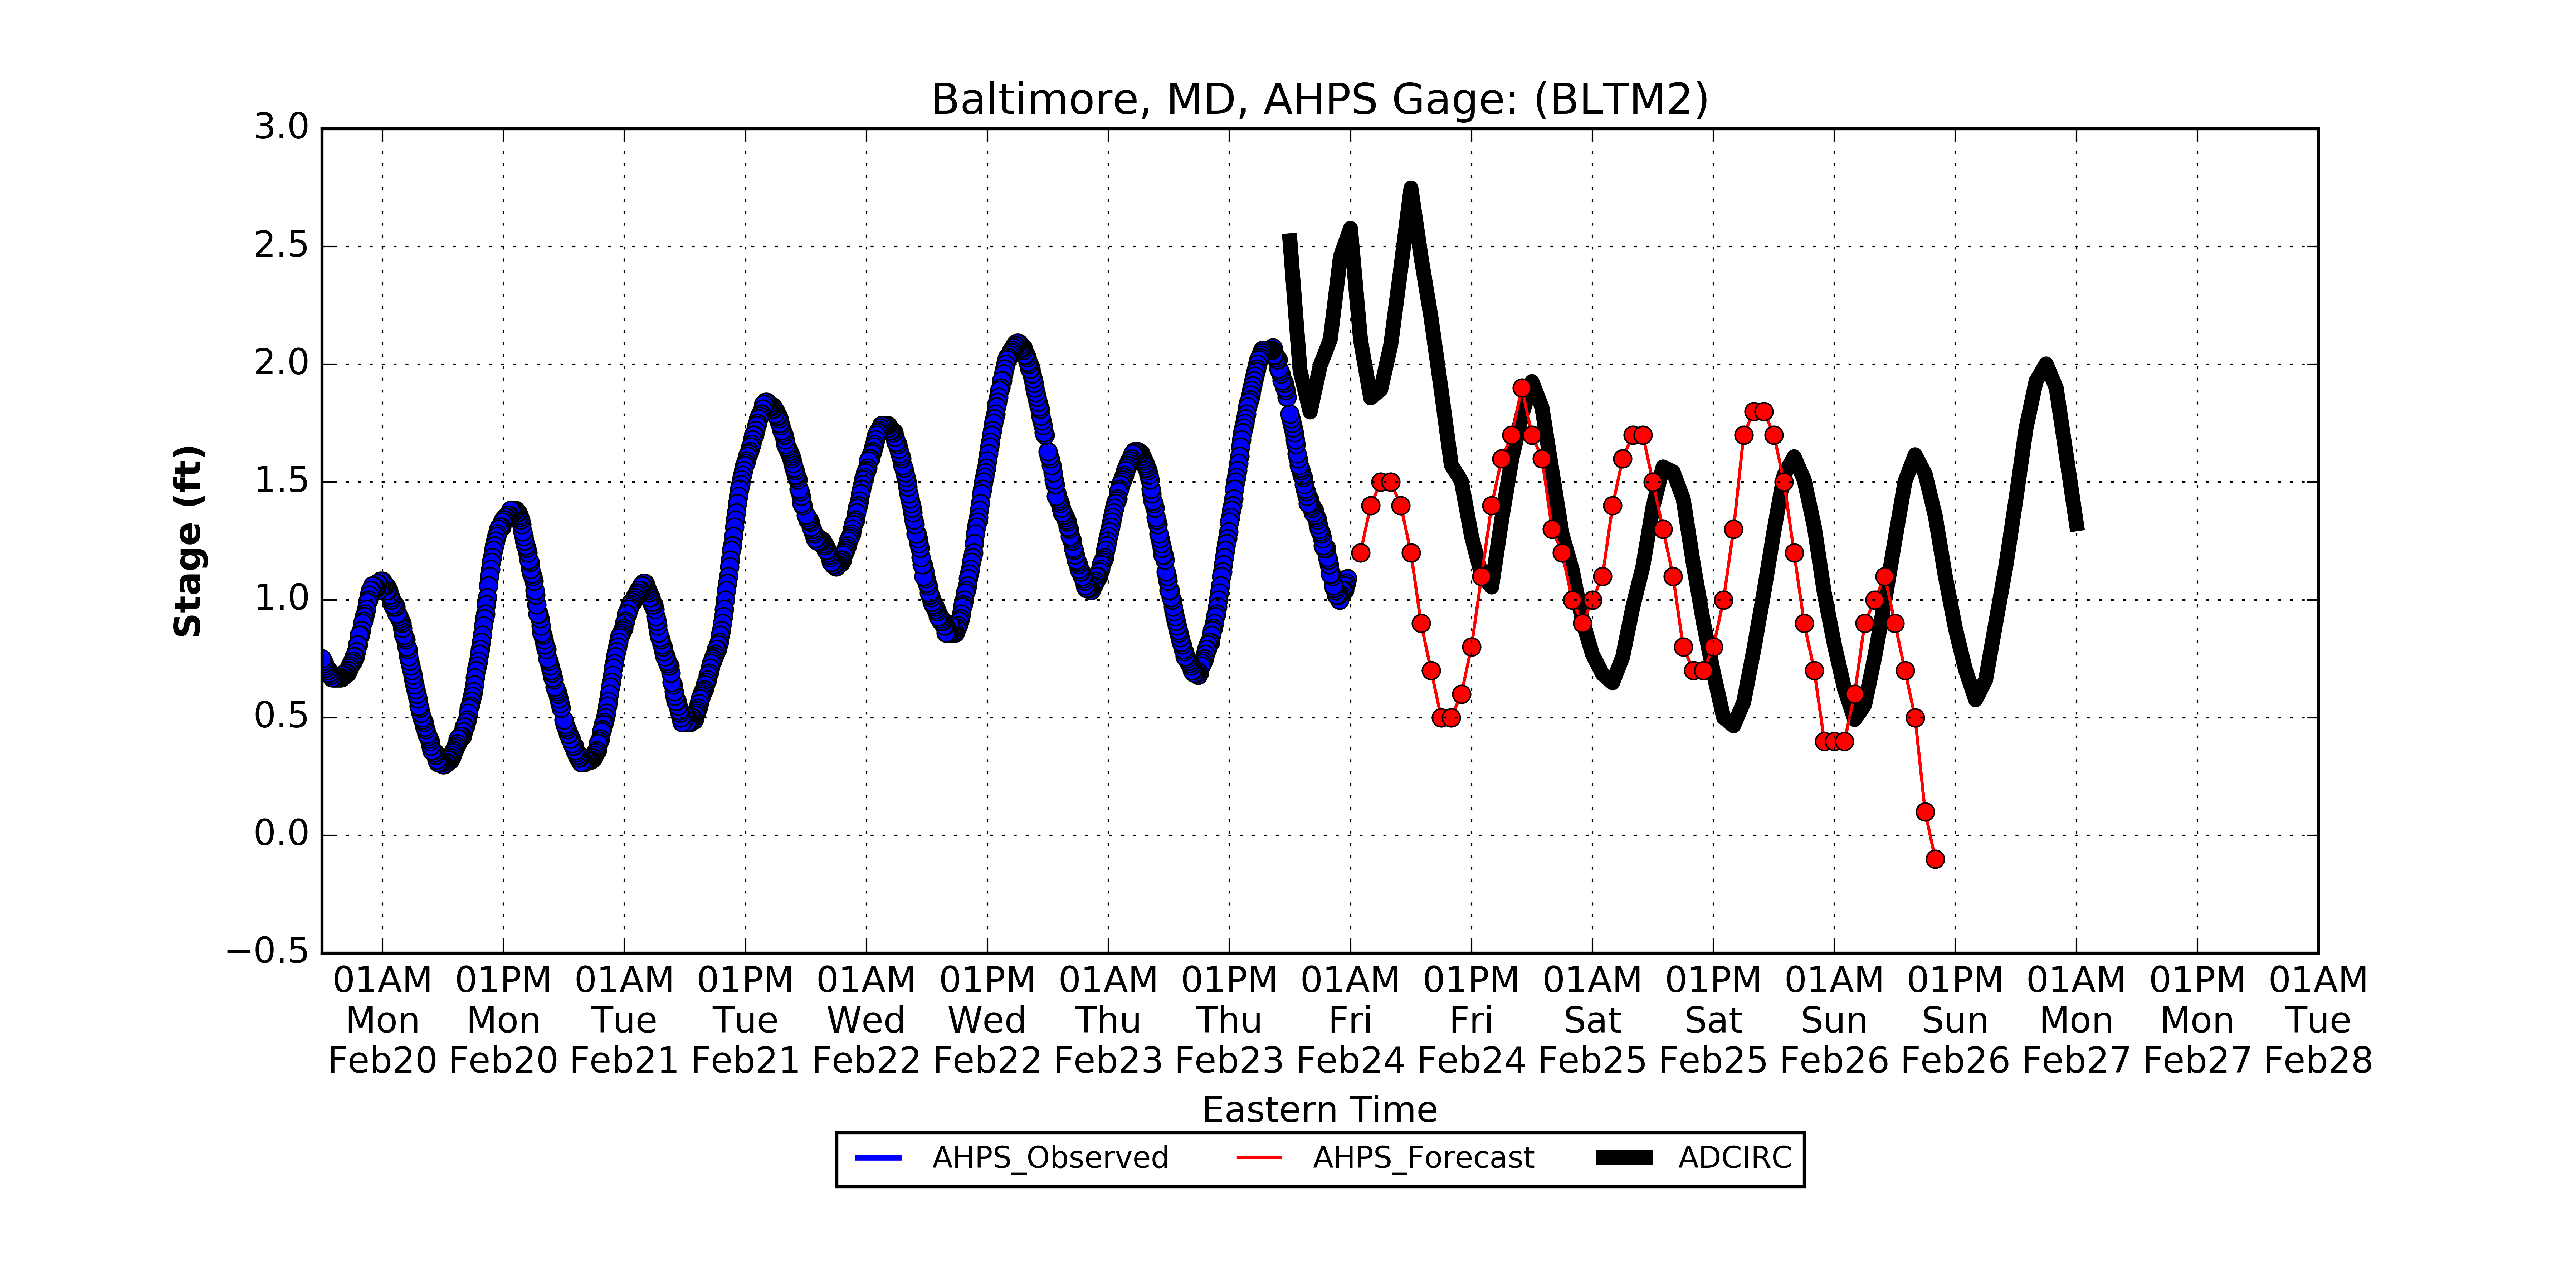 Baltimore, MD, AHPS Gage: (BLTM2)
3.0
2.5
2.0
1.5
1.0
0.5
0.0
−0.5
Stage (ft)
01AM 01PM 01AM 01PM 01AM 01PM 01AM 01PM 01AM 01PM 01AM 01PM 01AM 01PM 01AM 01PM 01AM
Mon Mon Tue Tue Wed Wed Thu Thu Fri Fri Sat Sat Sun Sun Mon Mon Tue
Feb20 Feb20 Feb21 Feb21 Feb22 Feb22 Feb23 Feb23 Feb24 Feb24 Feb25 Feb25 Feb26 Feb26 Feb27 Feb27 Feb28
Eastern Time
AHPS_Observed AHPS_Forecast ADCIRC